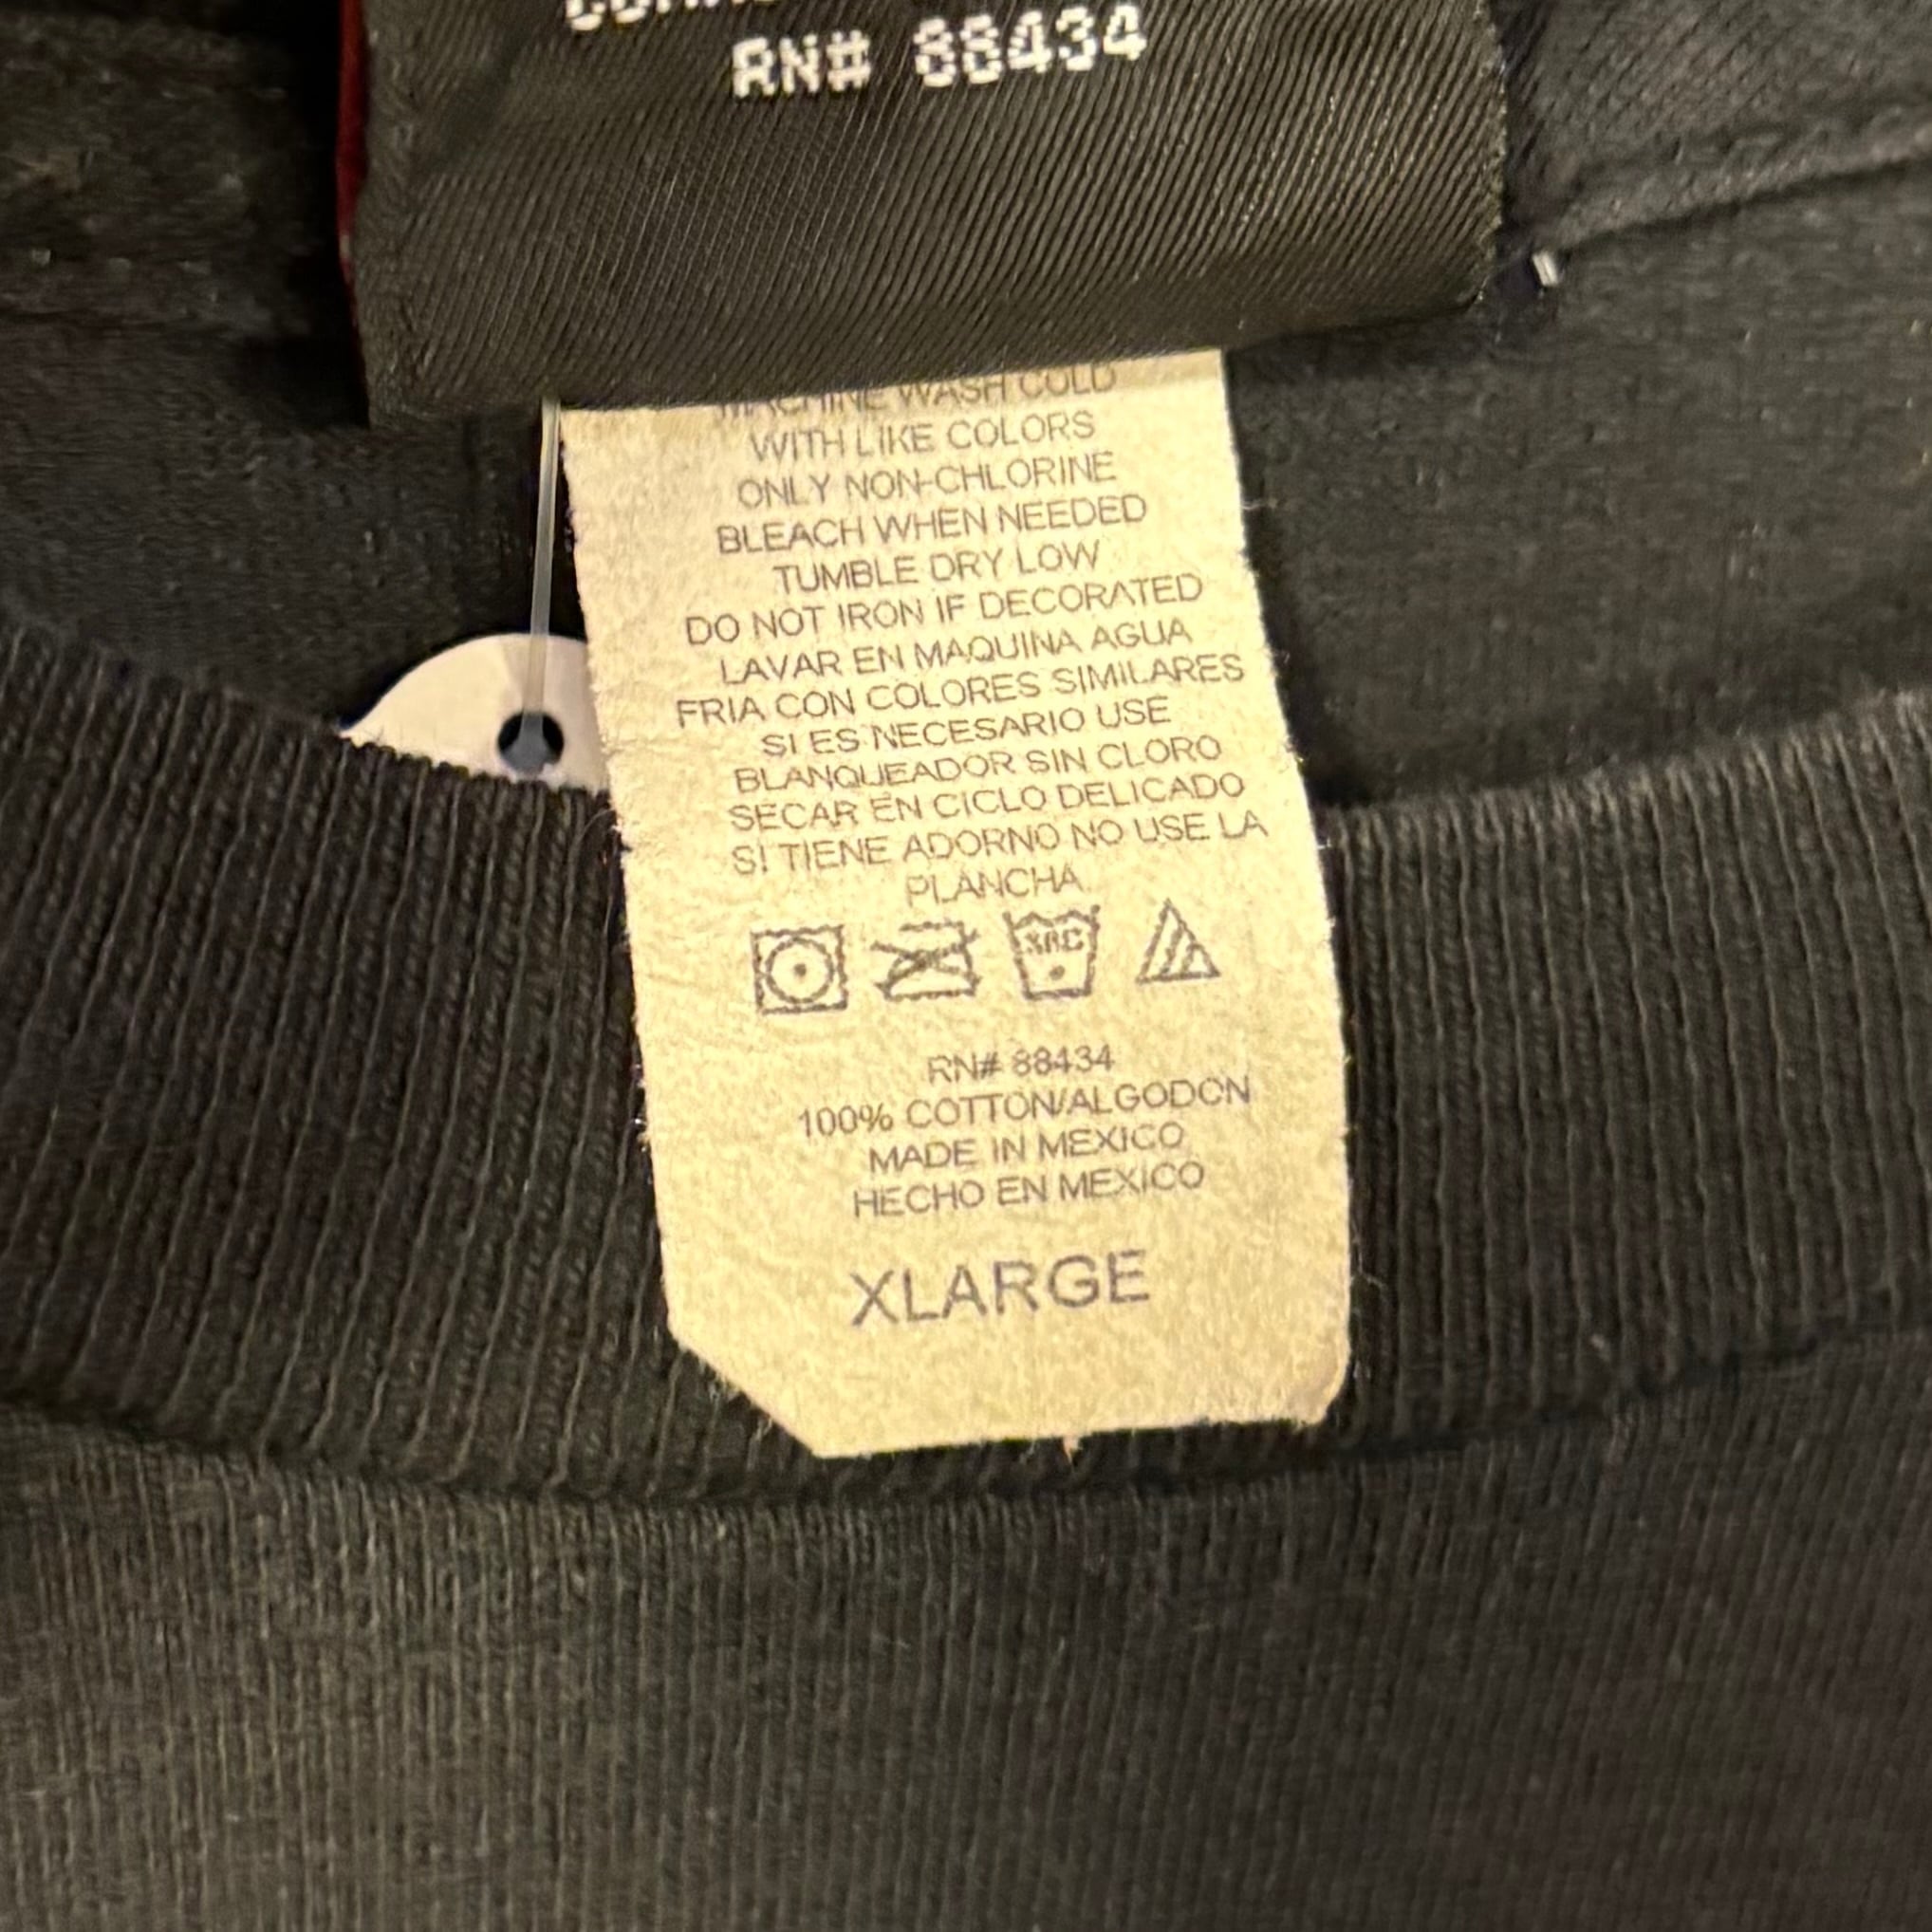 RN# 88434
MACHINE WASH COLD
WITH LIKE COLORS
ONLY NON-CHLORINE
BLEACH WHEN NEEDED
TUMBLE DRY LOW
DO NOT IRON IF DECORATED
LAVAR EN MAQUINA AGUA
FRIA CON COLORES SIMILARES
SI ES NECESARIO USE
BLANQUEADOR SIN CLORO
SECAR EN CICLO DELICADO
SI TIENE ADORNO NO USE LA
PLANCHA
30C
RN# 88434
100% COTTON/ALGODON
MADE IN MEXICO
HECHO EN MEXICO
XLARGE